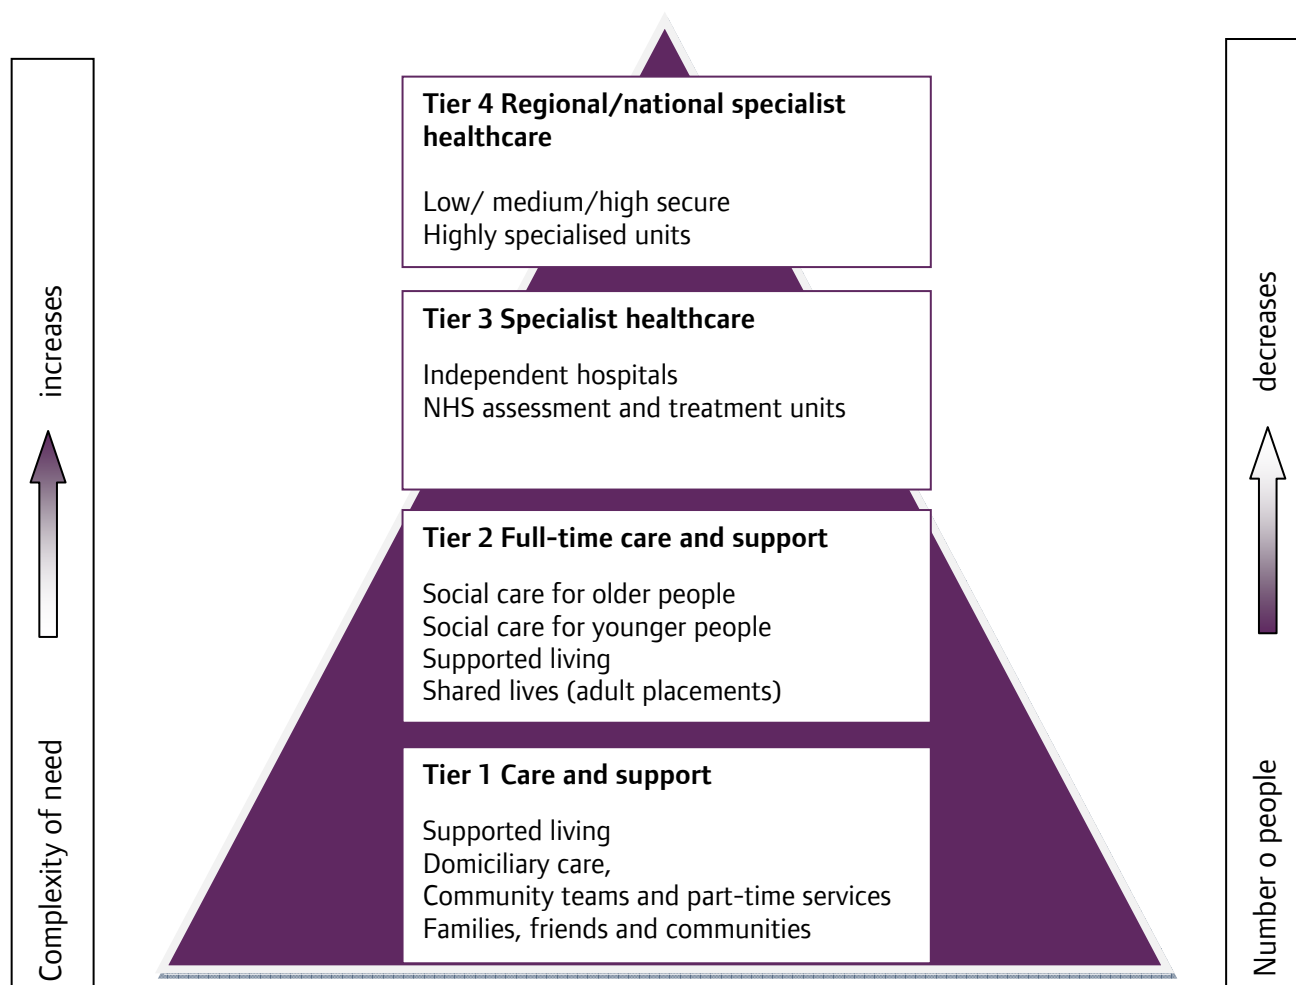 Tier 4 Regional/national specialist
healthcare
Low/ medium/high secure
Highly specialised units
Tier 3 Specialist healthcare
Independent hospitals
NHS assessment and treatment units
Tier 2 Full-time care and support
Social care for older people
Social care for younger people
Supported living
Shared lives (adult placements)
Tier 1 Care and support
Supported living
Domiciliary care,
Community teams and part-time services
Families, friends and communities
Complexity of need
increases
Number o people
decreases